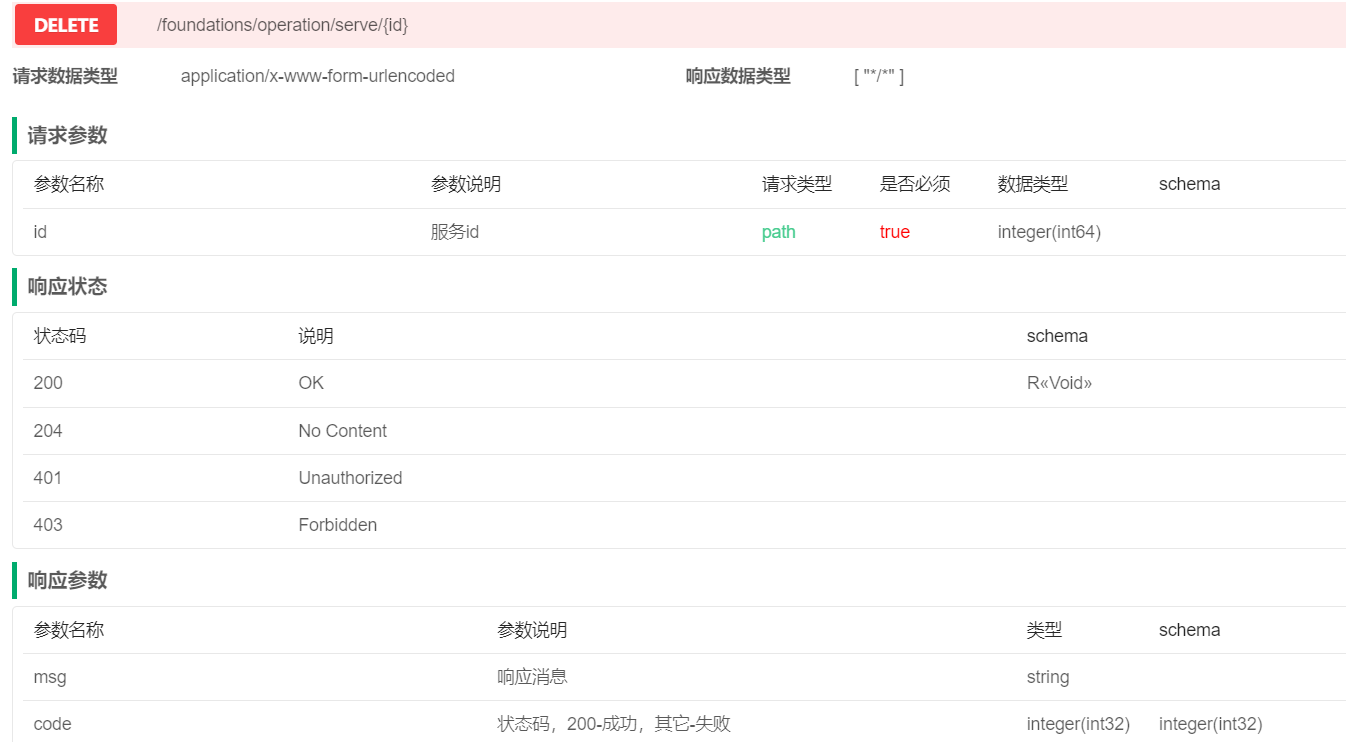 DELETE /foundations/operation/serve/{id}
请求数据类型 application/x-www-form-urlencoded 响应数据类型 [ "*/*" ]
请求参数
参数名称 参数说明 请求类型 是否必须 数据类型 schema
id 服务id path true integer(int64)
响应状态
状态码 说明 schema
200 OK R«Void»
204 No Content
401 Unauthorized
403 Forbidden
响应参数
参数名称 参数说明 类型 schema
msg 响应消息 string
code 状态码，200-成功，其它-失败 integer(int32) integer(int32)